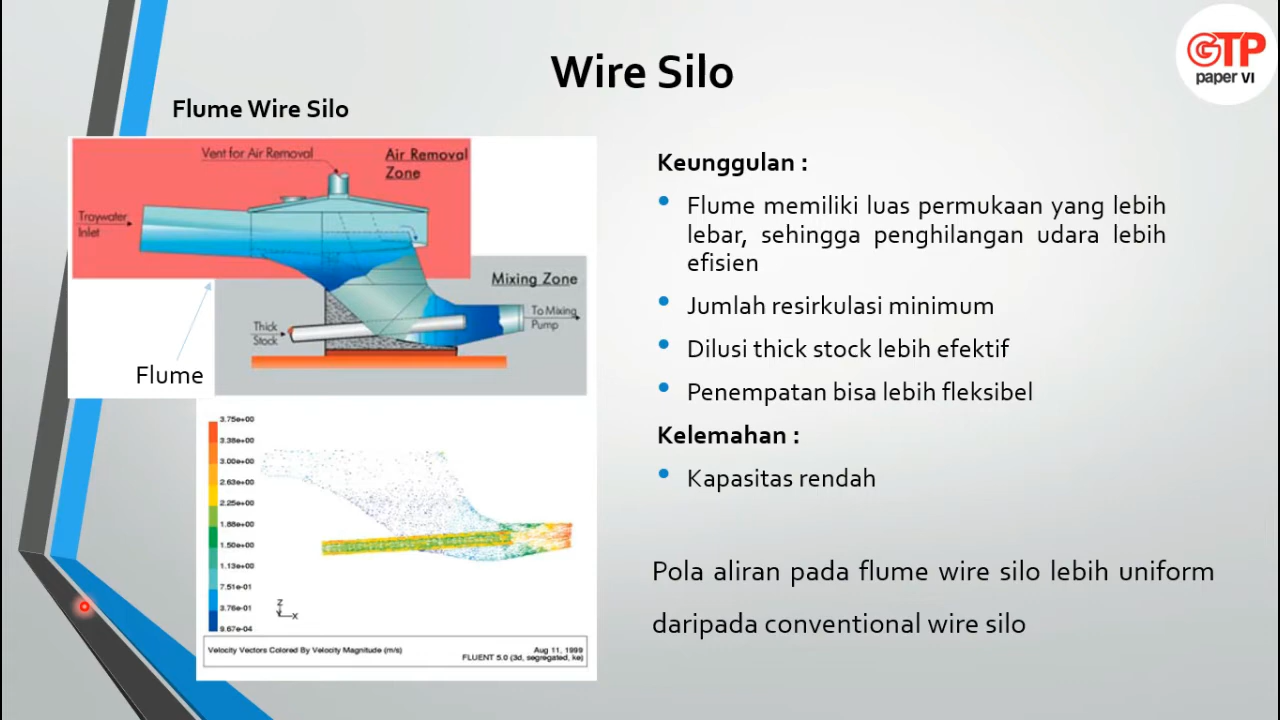 GTP
paper VI
Wire Silo
Flume Wire Silo
Vent for Air Removal
Air Removal
Zone
Traywater
Inlet
Mixing Zone
To Mixing
Pump
Thick
Stock
Flume
3.75e+00
3.38e+00
3.00e+00
2.63e+00
2.25e+00
1.88e+00
1.50e+00
1.13e+00
7.51e-01
3.76e-01
9.67e-04
Z
X
Velocity Vectors Colored By Velocity Magnitude (m/s)
Aug 11, 1999
FLUENT 5.0 (3d, segregated, ke)
Keunggulan :
Flume memiliki luas permukaan yang lebih
lebar, sehingga penghilangan udara lebih
efisien
Jumlah resirkulasi minimum
Dilusi thick stock lebih efektif
Penempatan bisa lebih fleksibel
Kelemahan :
Kapasitas rendah
Pola aliran pada flume wire silo lebih uniform
daripada conventional wire silo